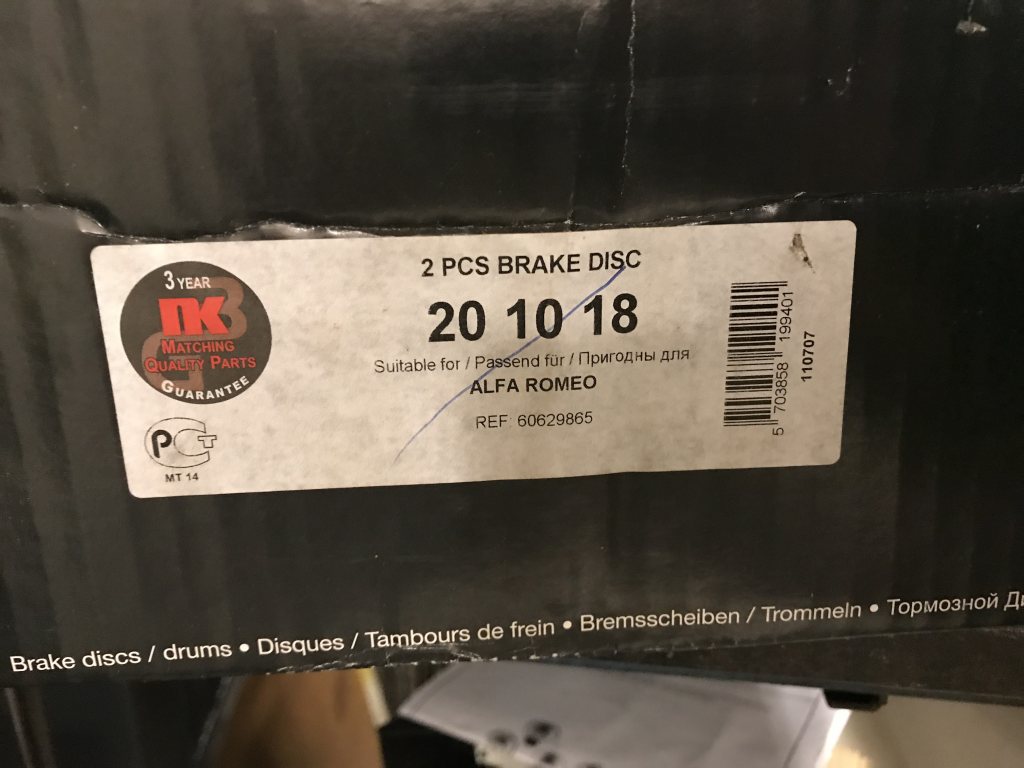 3 YEAR
NK
MATCHING
QUALITY PARTS
GUARANTEE
РСТ
MT 14
2 PCS BRAKE DISC
20 10 18
Suitable for / Passend für / Пригодны для
ALFA ROMEO
REF: 60629865
5 703858 199401
110707
Brake discs / drums • Disques / Tambours de frein • Bremsscheiben / Trommeln • Тормозной